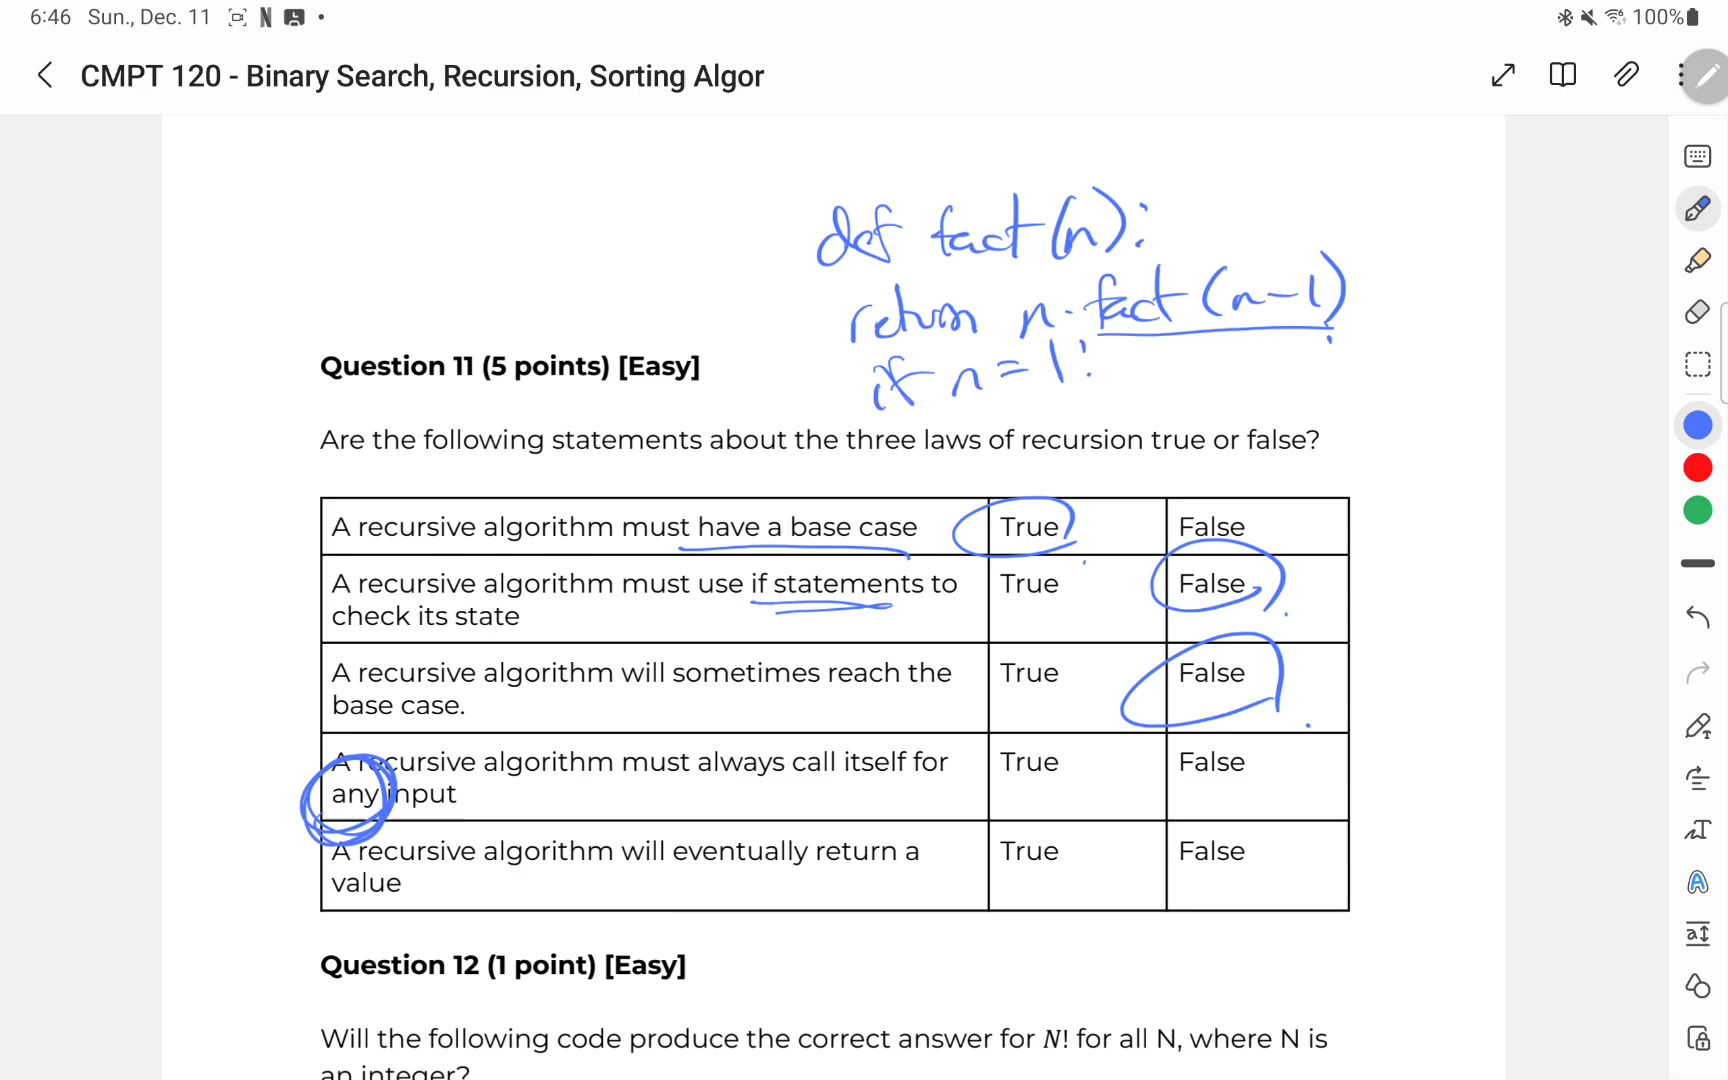 6:46 Sun., Dec. 11 100%
CMPT 120 - Binary Search, Recursion, Sorting Algor
def fact(n):
return n · fact(n-1)
if n = 1:
Question 11 (5 points) [Easy]
Are the following statements about the three laws of recursion true or false?
A recursive algorithm must have a base case True False
A recursive algorithm must use if statements to True False
check its state
A recursive algorithm will sometimes reach the True False
base case.
A recursive algorithm must always call itself for True False
any input
A recursive algorithm will eventually return a True False
value
Question 12 (1 point) [Easy]
Will the following code produce the correct answer for N! for all N, where N is
an integer?